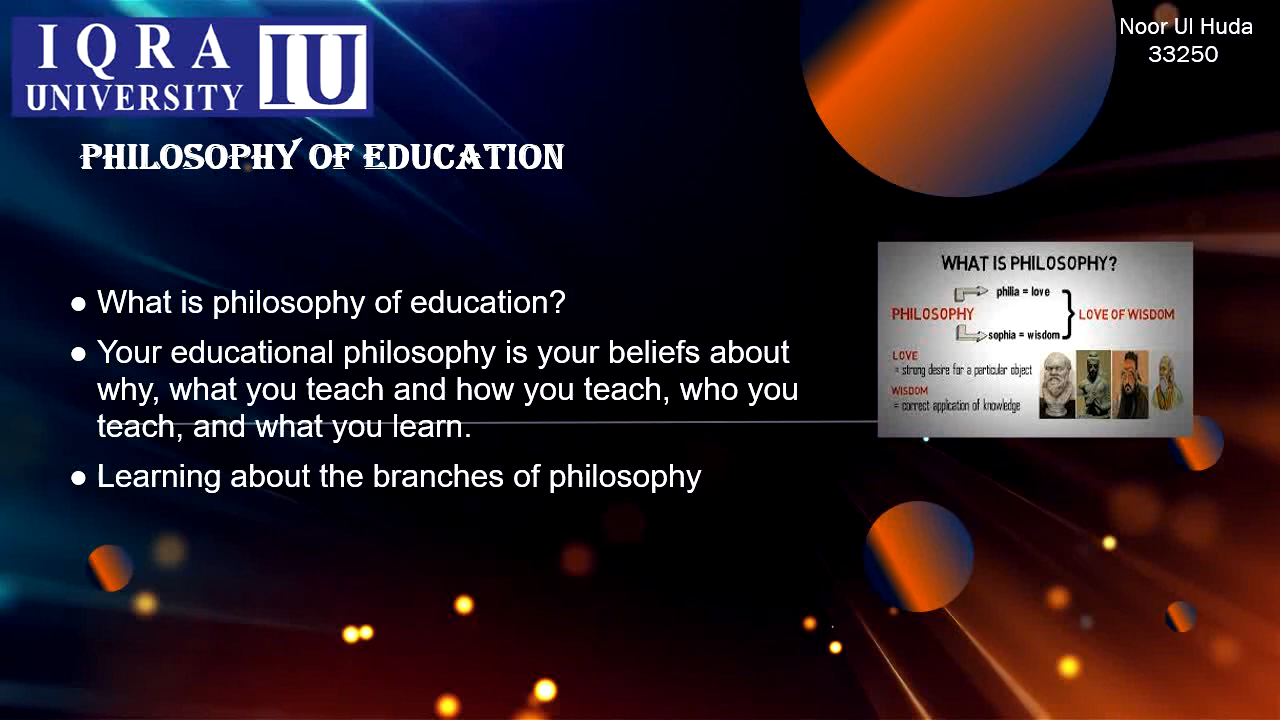 IQRA
UNIVERSITY
IU
Noor Ul Huda
33250
PHILOSOPHY OF EDUCATION
● What is philosophy of education?
● Your educational philosophy is your beliefs about
why, what you teach and how you teach, who you
teach, and what you learn.
● Learning about the branches of philosophy
WHAT IS PHILOSOPHY?
philia = love
PHILOSOPHY
LOVE OF WISDOM
sophia = wisdom
LOVE
= strong desire for a particular object
WISDOM
= correct application of knowledge